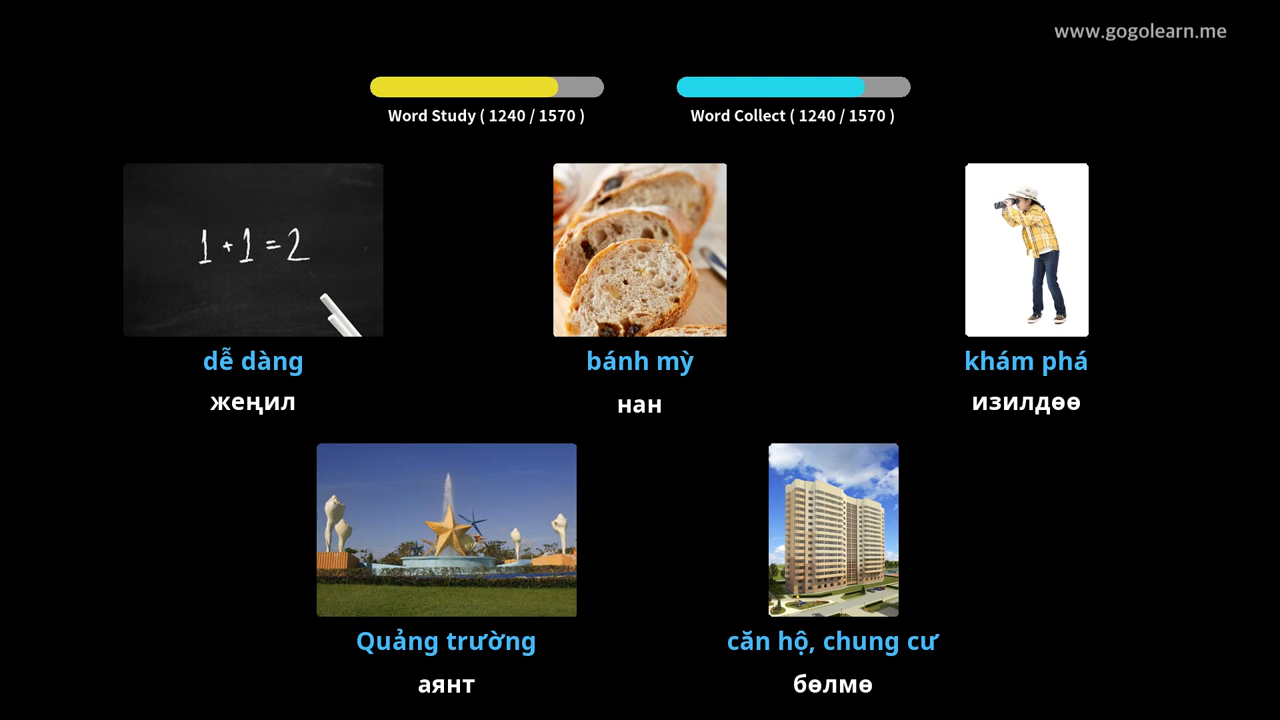 www.gogolearn.me
Word Study ( 1240 / 1570 )
Word Collect ( 1240 / 1570 )
1 + 1 = 2
dễ dàng
жеңил
bánh mỳ
нан
khám phá
изилдөө
Quảng trường
аянт
căn hộ, chung cư
бөлмө